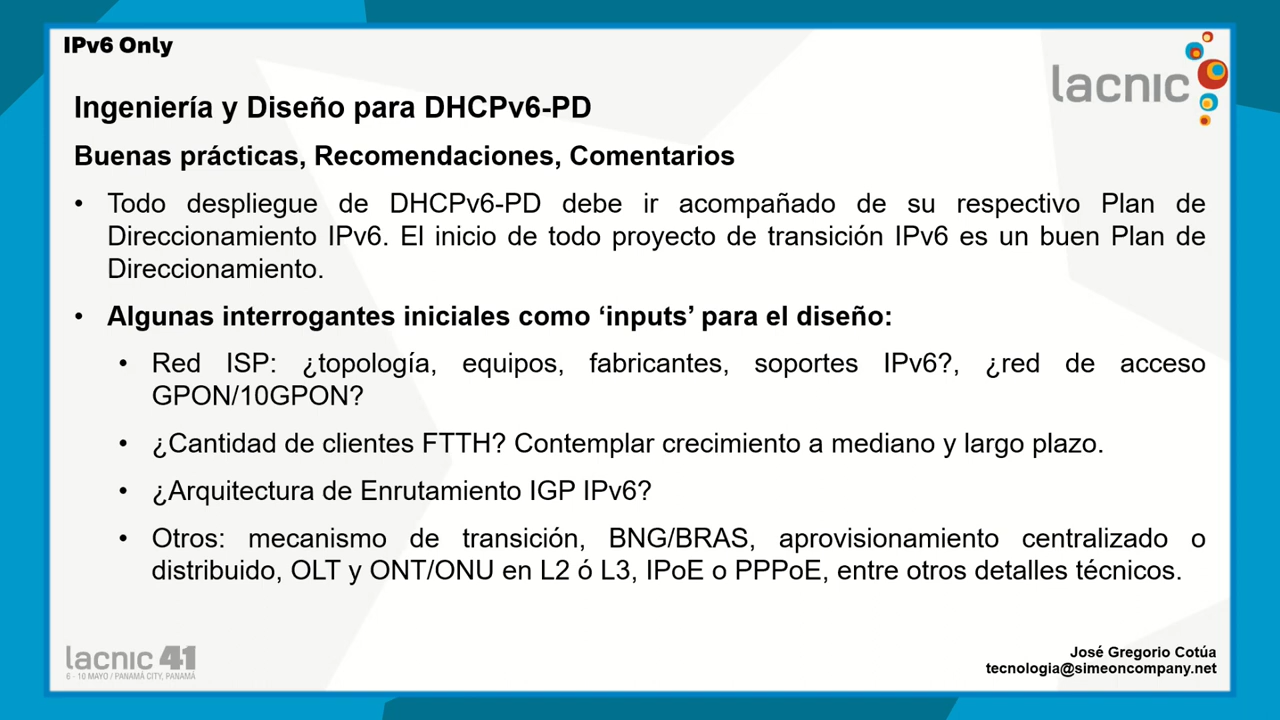 IPv6 Only
lacnic
Ingeniería y Diseño para DHCPv6-PD
Buenas prácticas, Recomendaciones, Comentarios
• Todo despliegue de DHCPv6-PD debe ir acompañado de su respectivo Plan de
Direccionamiento IPv6. El inicio de todo proyecto de transición IPv6 es un buen Plan de
Direccionamiento.
• Algunas interrogantes iniciales como ‘inputs’ para el diseño:
• Red ISP: ¿topología, equipos, fabricantes, soportes IPv6?, ¿red de acceso
GPON/10GPON?
• ¿Cantidad de clientes FTTH? Contemplar crecimiento a mediano y largo plazo.
• ¿Arquitectura de Enrutamiento IGP IPv6?
• Otros: mecanismo de transición, BNG/BRAS, aprovisionamiento centralizado o
distribuido, OLT y ONT/ONU en L2 ó L3, IPoE o PPPoE, entre otros detalles técnicos.
lacnic 41
6 - 10 MAYO / PANAMÁ CITY, PANAMÁ
José Gregorio Cotúa
tecnologia@simeoncompany.net